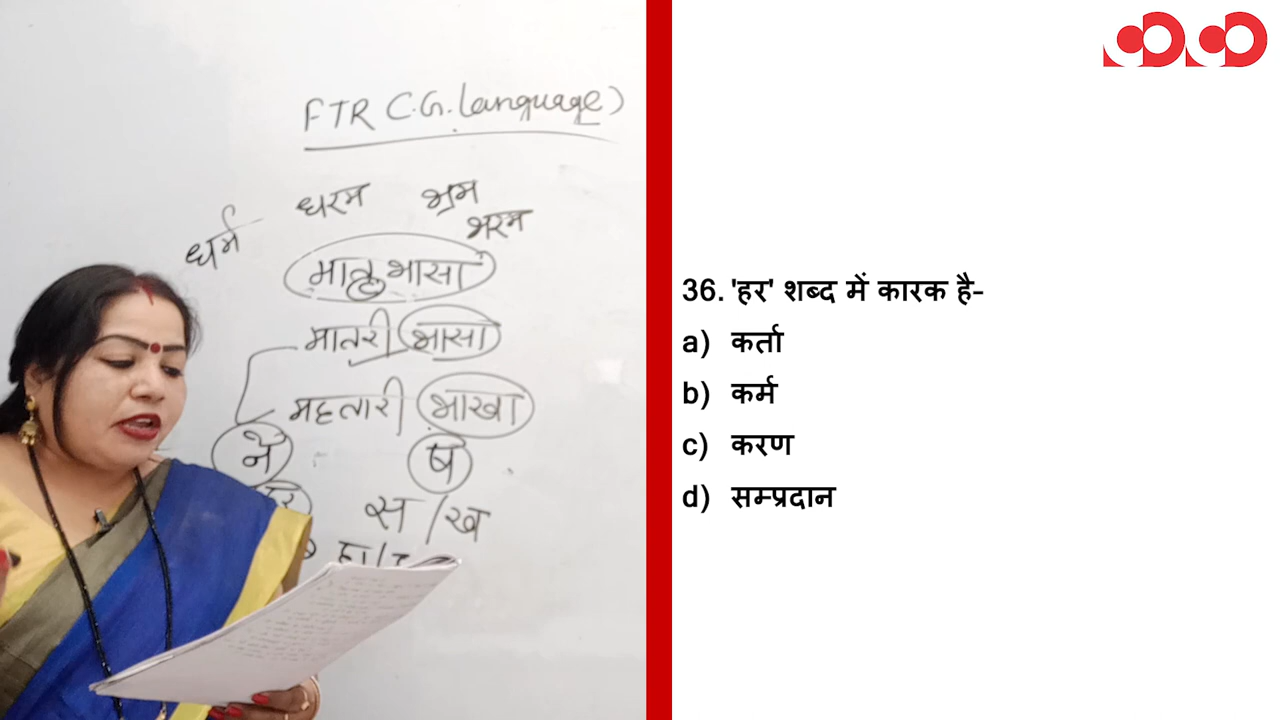 FTR C.G. Language)
धरम भ्रम
भरम
धर्म
मातृभासा
मातरी भासा
महतारी भाखा
ने ष
स / ख
36. 'हर' शब्द में कारक है–
a) कर्ता
b) कर्म
c) करण
d) सम्प्रदान